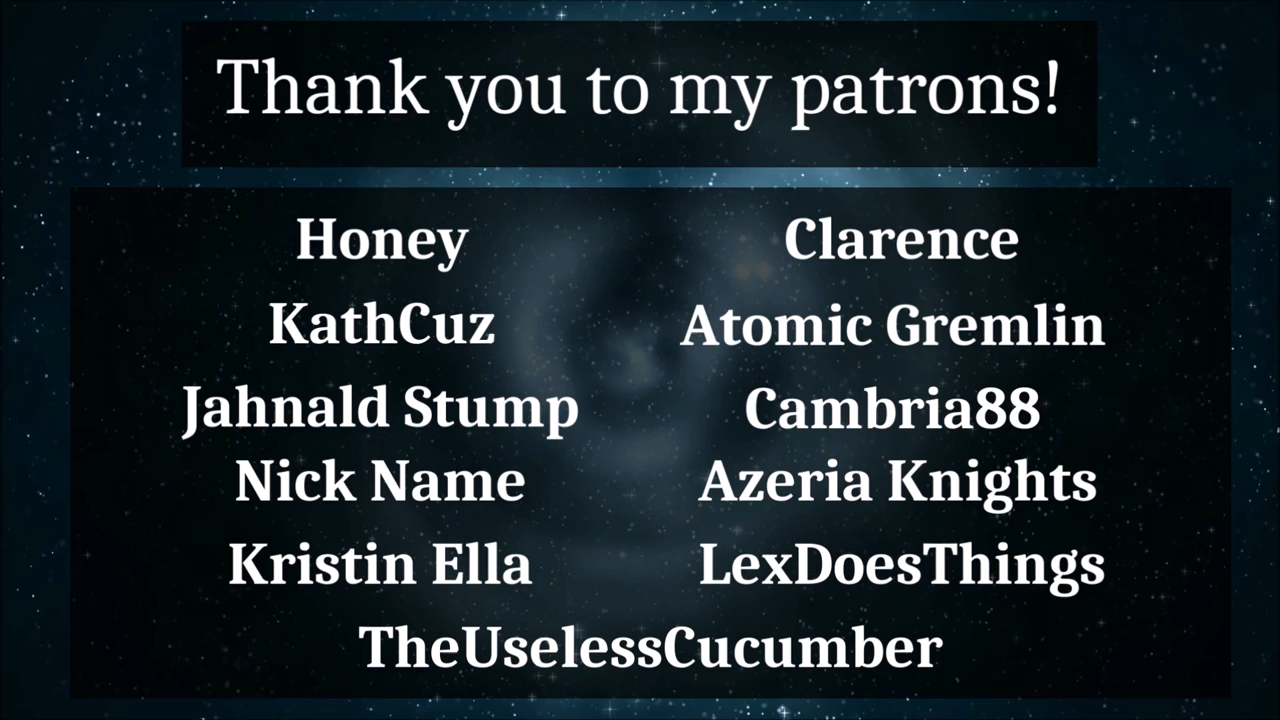 Thank you to my patrons!
Honey
Clarence
KathCuz
Atomic Gremlin
Jahnald Stump
Cambria88
Nick Name
Azeria Knights
Kristin Ella
LexDoesThings
TheUselessCucumber